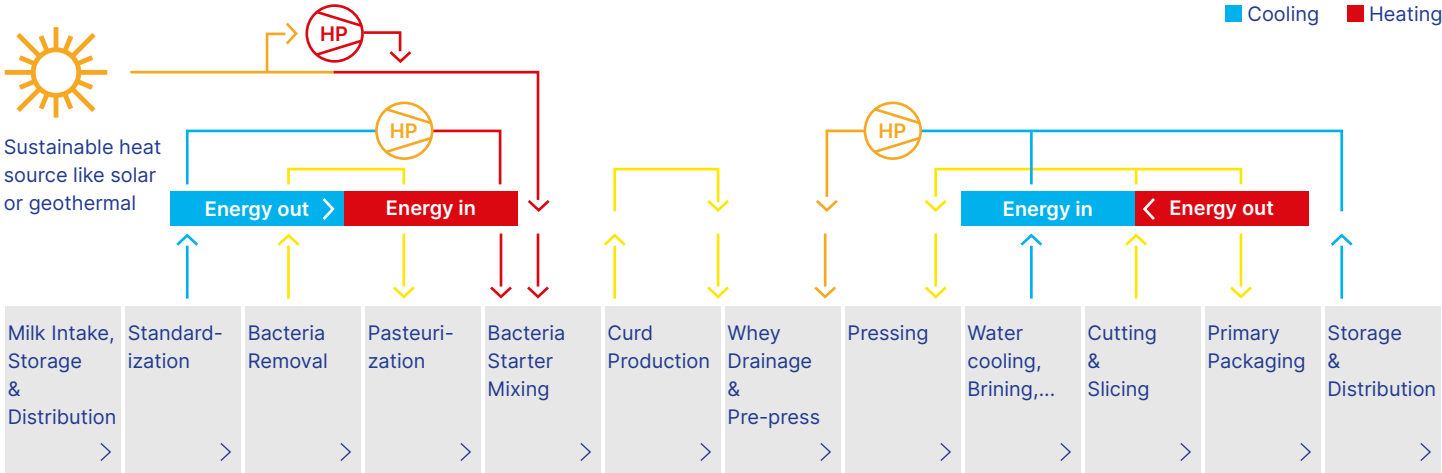 Cooling
Heating
HP
Sustainable heat
source like solar
or geothermal
HP
HP
Energy out
Energy in
Energy in
Energy out
Milk Intake,
Storage
&
Distribution
Standard-
ization
Bacteria
Removal
Pasteuri-
zation
Bacteria
Starter
Mixing
Curd
Production
Whey
Drainage
&
Pre-press
Pressing
Water
cooling,
Brining,...
Cutting
&
Slicing
Primary
Packaging
Storage
&
Distribution